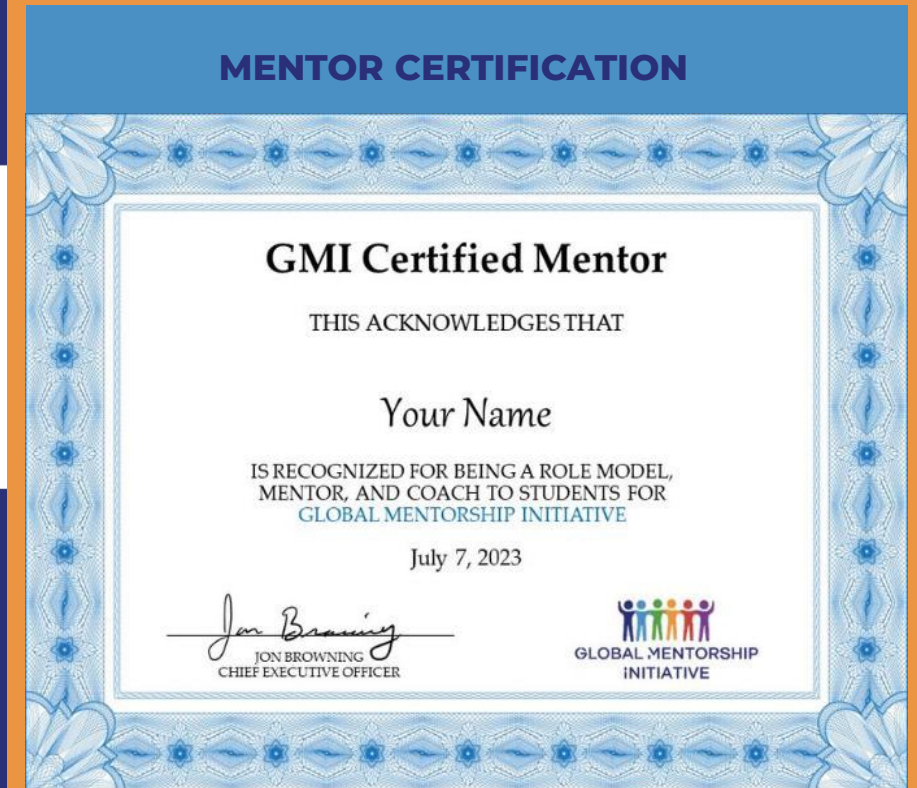 MENTOR CERTIFICATION
GMI Certified Mentor
THIS ACKNOWLEDGES THAT
Your Name
IS RECOGNIZED FOR BEING A ROLE MODEL,
MENTOR, AND COACH TO STUDENTS FOR
GLOBAL MENTORSHIP INITIATIVE
July 7, 2023
Jon Browning
JON BROWNING
CHIEF EXECUTIVE OFFICER
GLOBAL MENTORSHIP
INITIATIVE